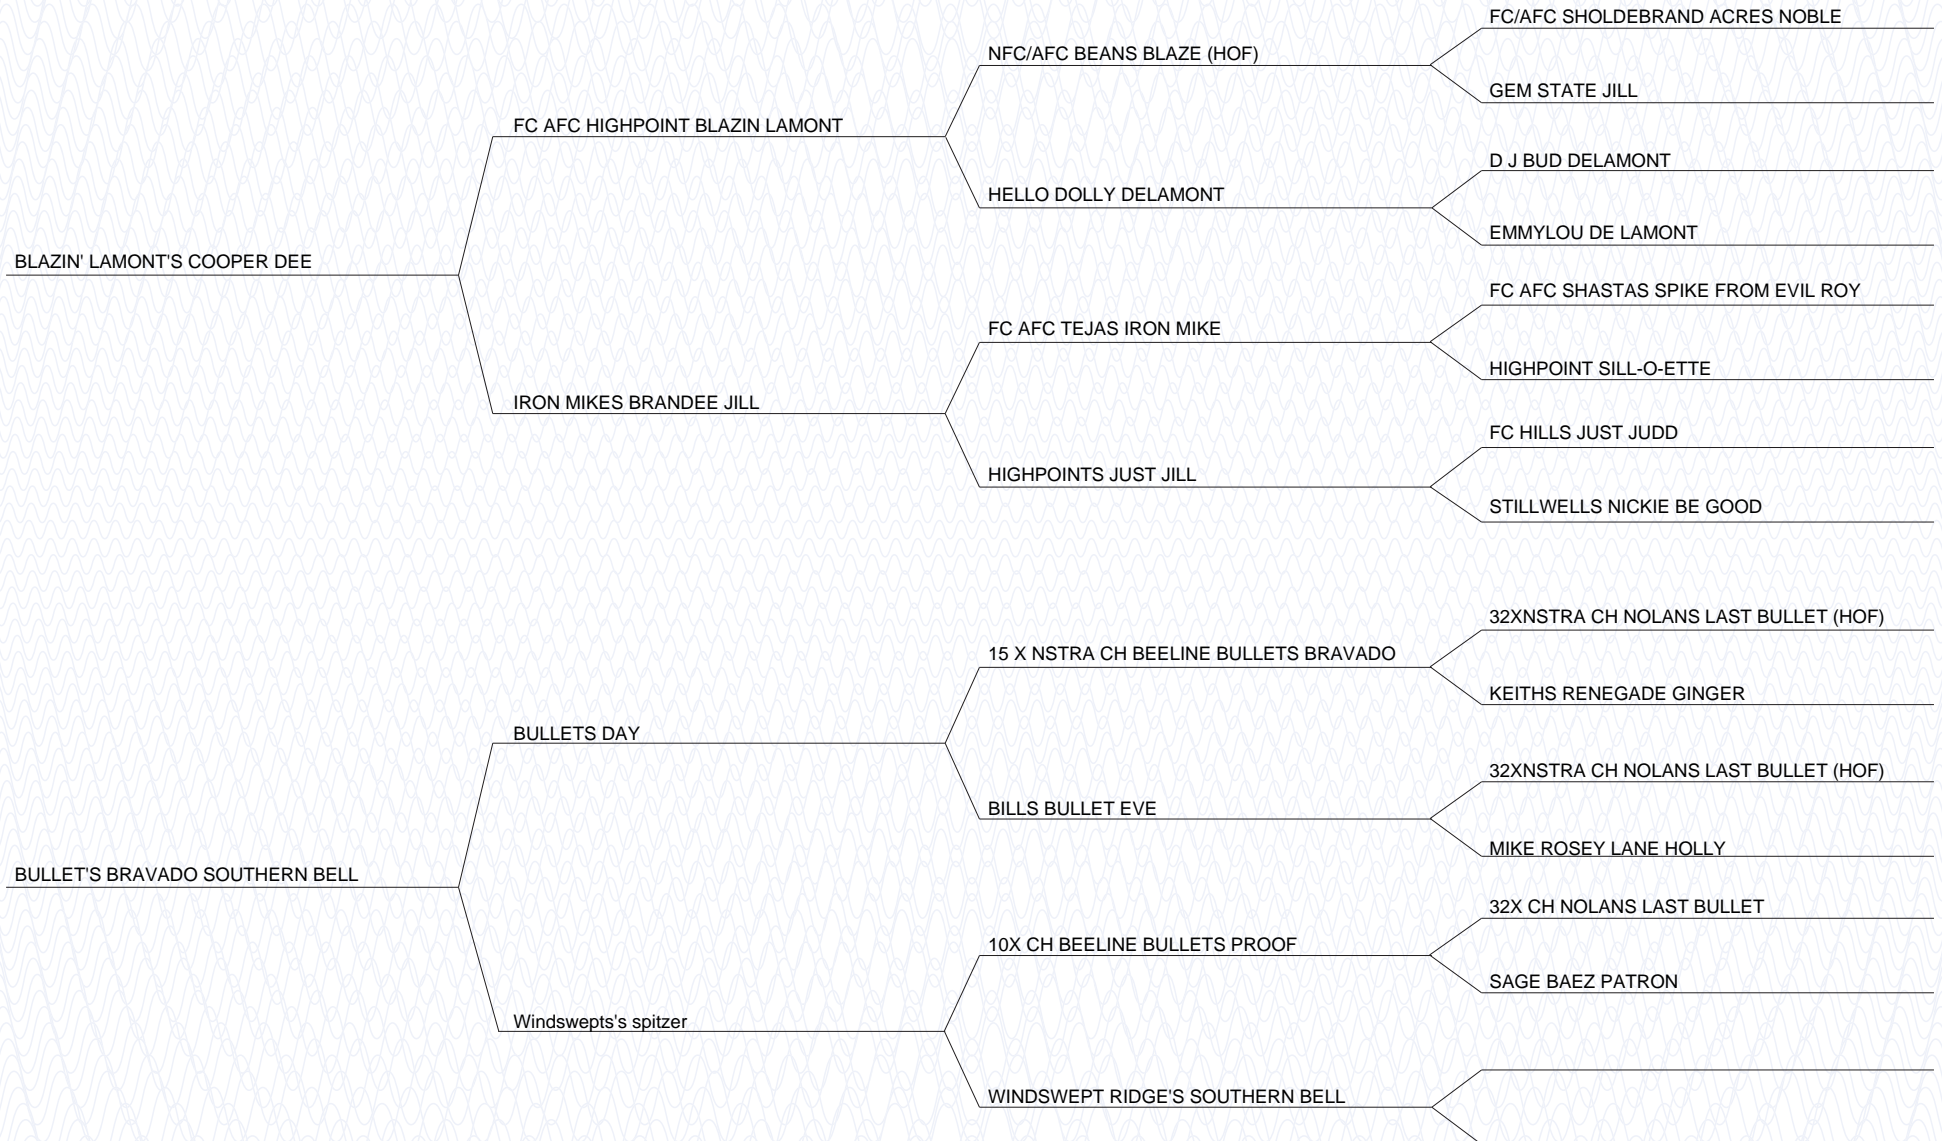 FC/AFC SHOLDEBRAND ACRES NOBLE
NFC/AFC BEANS BLAZE (HOF)
GEM STATE JILL
FC AFC HIGHPOINT BLAZIN LAMONT
D J BUD DELAMONT
HELLO DOLLY DELAMONT
EMMYLOU DE LAMONT
BLAZIN' LAMONT'S COOPER DEE
FC AFC SHASTAS SPIKE FROM EVIL ROY
FC AFC TEJAS IRON MIKE
HIGHPOINT SILL-O-ETTE
IRON MIKES BRANDEE JILL
FC HILLS JUST JUDD
HIGHPOINTS JUST JILL
STILLWELLS NICKIE BE GOOD
32XNSTRA CH NOLANS LAST BULLET (HOF)
15 X NSTRA CH BEELINE BULLETS BRAVADO
KEITHS RENEGADE GINGER
BULLETS DAY
32XNSTRA CH NOLANS LAST BULLET (HOF)
BILLS BULLET EVE
MIKE ROSEY LANE HOLLY
BULLET'S BRAVADO SOUTHERN BELL
32X CH NOLANS LAST BULLET
10X CH BEELINE BULLETS PROOF
SAGE BAEZ PATRON
Windswepts's spitzer
WINDSWEPT RIDGE'S SOUTHERN BELL